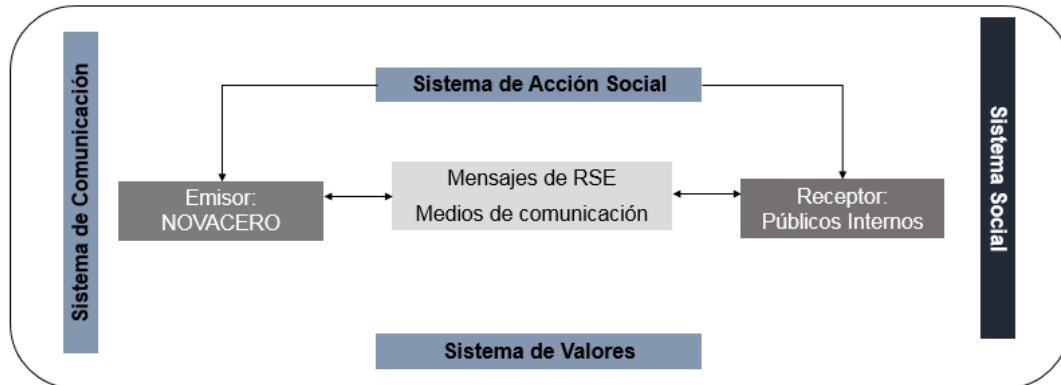 Sistema de Comunicación
Sistema de Acción Social
Emisor:
NOVACERO
Mensajes de RSE
Medios de comunicación
Receptor:
Públicos Internos
Sistema de Valores
Sistema Social